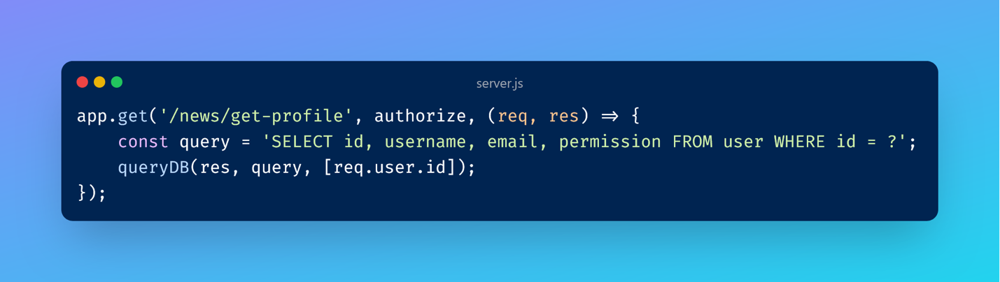 server.js
app.get('/news/get-profile', authorize, (req, res) => {
    const query = 'SELECT id, username, email, permission FROM user WHERE id = ?';
    queryDB(res, query, [req.user.id]);
});